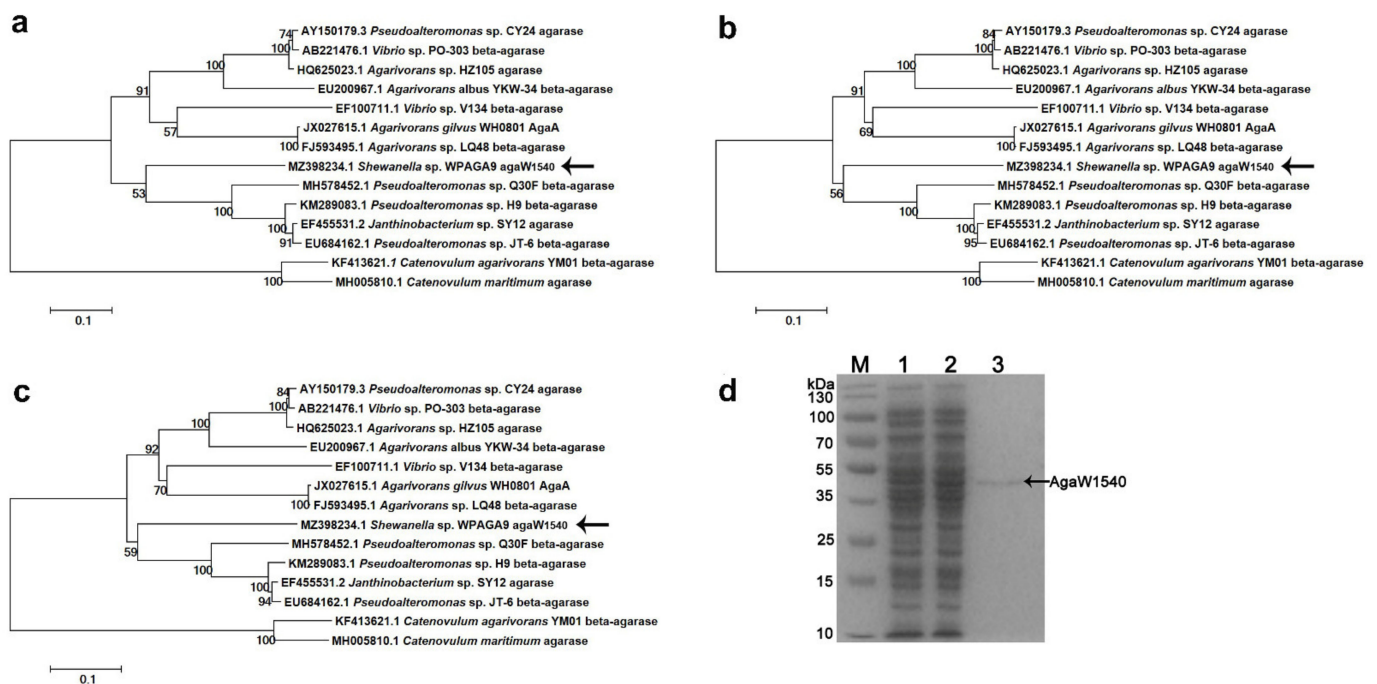 a
74
AY150179.3 Pseudoalteromonas sp. CY24 agarase
100
AB221476.1 Vibrio sp. PO-303 beta-agarase
100
HQ625023.1 Agarivorans sp. HZ105 agarase
EU200967.1 Agarivorans albus YKW-34 beta-agarase
91
EF100711.1 Vibrio sp. V134 beta-agarase
57
JX027615.1 Agarivorans gilvus WH0801 AgaA
100
FJ593495.1 Agarivorans sp. LQ48 beta-agarase
MZ398234.1 Shewanella sp. WPAGA9 agaW1540
53
MH578452.1 Pseudoalteromonas sp. Q30F beta-agarase
100
KM289083.1 Pseudoalteromonas sp. H9 beta-agarase
100
EF455531.2 Janthinobacterium sp. SY12 agarase
91
EU684162.1 Pseudoalteromonas sp. JT-6 beta-agarase
KF413621.1 Catenovulum agarivorans YM01 beta-agarase
100
MH005810.1 Catenovulum maritimum agarase
0.1
b
84
AY150179.3 Pseudoalteromonas sp. CY24 agarase
100
AB221476.1 Vibrio sp. PO-303 beta-agarase
100
HQ625023.1 Agarivorans sp. HZ105 agarase
EU200967.1 Agarivorans albus YKW-34 beta-agarase
91
EF100711.1 Vibrio sp. V134 beta-agarase
69
JX027615.1 Agarivorans gilvus WH0801 AgaA
100
FJ593495.1 Agarivorans sp. LQ48 beta-agarase
MZ398234.1 Shewanella sp. WPAGA9 agaW1540
56
MH578452.1 Pseudoalteromonas sp. Q30F beta-agarase
100
KM289083.1 Pseudoalteromonas sp. H9 beta-agarase
100
EF455531.2 Janthinobacterium sp. SY12 agarase
95
EU684162.1 Pseudoalteromonas sp. JT-6 beta-agarase
KF413621.1 Catenovulum agarivorans YM01 beta-agarase
100
MH005810.1 Catenovulum maritimum agarase
0.1
c
84
AY150179.3 Pseudoalteromonas sp. CY24 agarase
100
AB221476.1 Vibrio sp. PO-303 beta-agarase
100
HQ625023.1 Agarivorans sp. HZ105 agarase
EU200967.1 Agarivorans albus YKW-34 beta-agarase
92
EF100711.1 Vibrio sp. V134 beta-agarase
70
JX027615.1 Agarivorans gilvus WH0801 AgaA
100
FJ593495.1 Agarivorans sp. LQ48 beta-agarase
MZ398234.1 Shewanella sp. WPAGA9 agaW1540
59
MH578452.1 Pseudoalteromonas sp. Q30F beta-agarase
100
KM289083.1 Pseudoalteromonas sp. H9 beta-agarase
100
EF455531.2 Janthinobacterium sp. SY12 agarase
94
EU684162.1 Pseudoalteromonas sp. JT-6 beta-agarase
KF413621.1 Catenovulum agarivorans YM01 beta-agarase
100
MH005810.1 Catenovulum maritimum agarase
0.1
d
M 1 2 3
kDa
130
100
70
55
AgaW1540
35
25
15
10